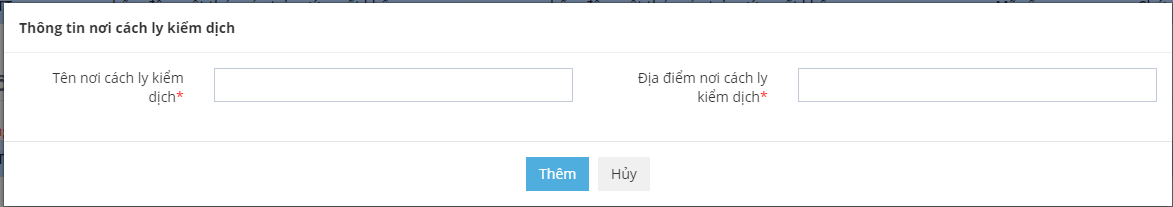 Thông tin nơi cách ly kiểm dịch
Tên nơi cách ly kiểm
dịch*
Địa điểm nơi cách ly
kiểm dịch*
Thêm
Hủy